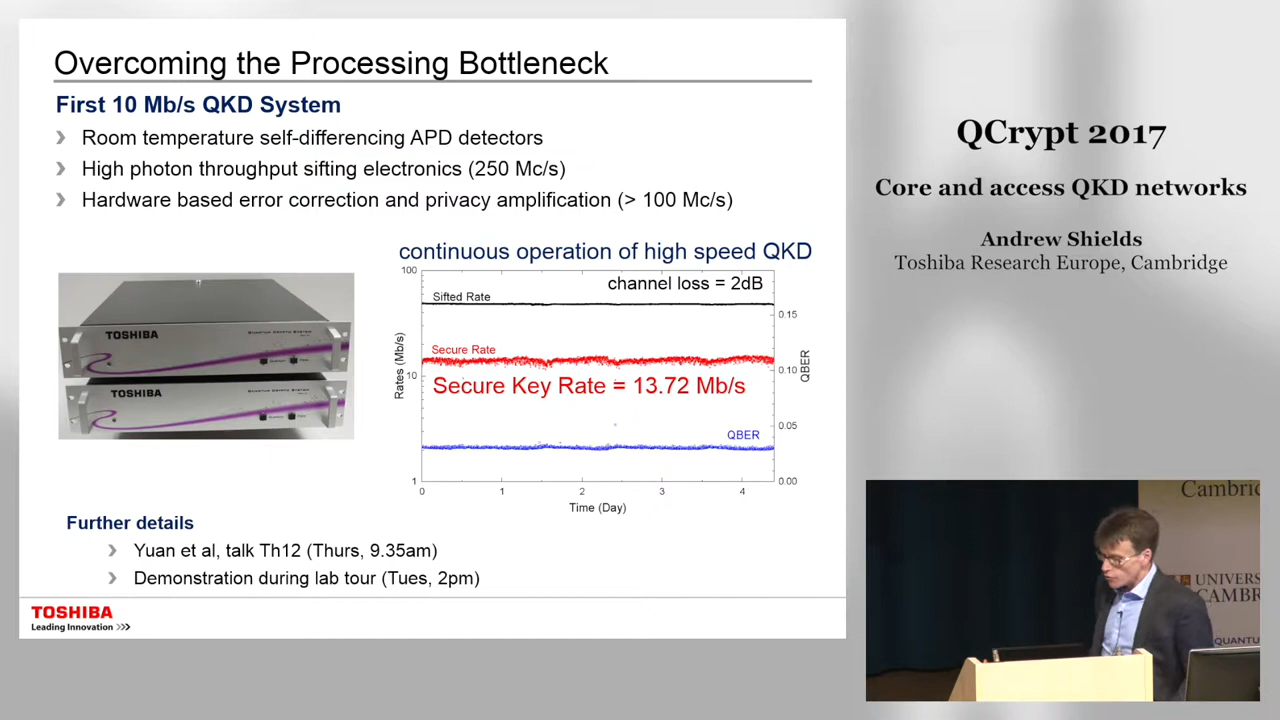 Overcoming the Processing Bottleneck
First 10 Mb/s QKD System
Room temperature self-differencing APD detectors
High photon throughput sifting electronics (250 Mc/s)
Hardware based error correction and privacy amplification (> 100 Mc/s)
continuous operation of high speed QKD
channel loss = 2dB
Sifted Rate
Secure Rate
Secure Key Rate = 13.72 Mb/s
QBER
100
10
1
Rates (Mb/s)
0.15
0.10
0.05
0.00
QBER
0 1 2 3 4
Time (Day)
TOSHIBA
TOSHIBA
Further details
Yuan et al, talk Th12 (Thurs, 9.35am)
Demonstration during lab tour (Tues, 2pm)
TOSHIBA
Leading Innovation
QCrypt 2017
Core and access QKD networks
Andrew Shields
Toshiba Research Europe, Cambridge
UNIVERS
CAMBR
QUANTU